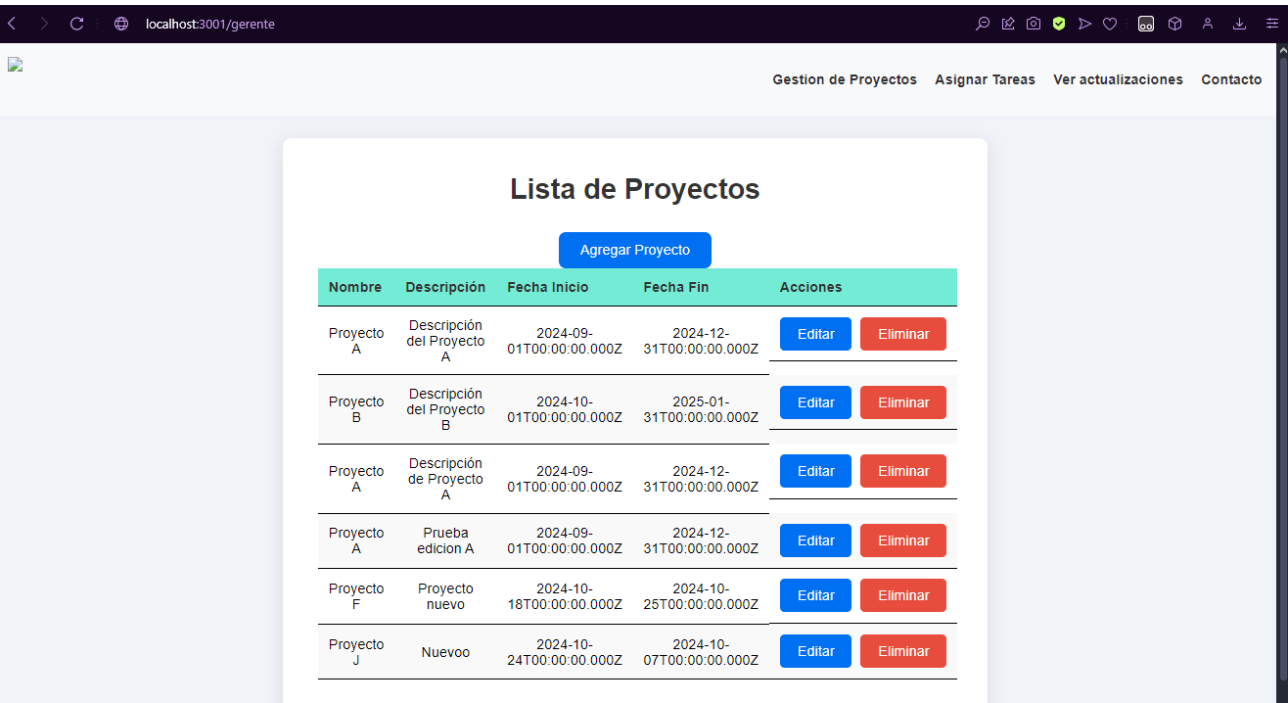 localhost:3001/gerente
Gestion de Proyectos Asignar Tareas Ver actualizaciones Contacto
Lista de Proyectos
Agregar Proyecto
Nombre Descripción Fecha Inicio Fecha Fin Acciones
Proyecto A Descripción del Proyecto A 2024-09-01T00:00:00.000Z 2024-12-31T00:00:00.000Z Editar Eliminar
Proyecto B Descripción del Proyecto B 2024-10-01T00:00:00.000Z 2025-01-31T00:00:00.000Z Editar Eliminar
Proyecto A Descripción de Proyecto A 2024-09-01T00:00:00.000Z 2024-12-31T00:00:00.000Z Editar Eliminar
Proyecto A Prueba edicion A 2024-09-01T00:00:00.000Z 2024-12-31T00:00:00.000Z Editar Eliminar
Proyecto F Proyecto nuevo 2024-10-18T00:00:00.000Z 2024-10-25T00:00:00.000Z Editar Eliminar
Proyecto J Nuevoo 2024-10-24T00:00:00.000Z 2024-10-07T00:00:00.000Z Editar Eliminar